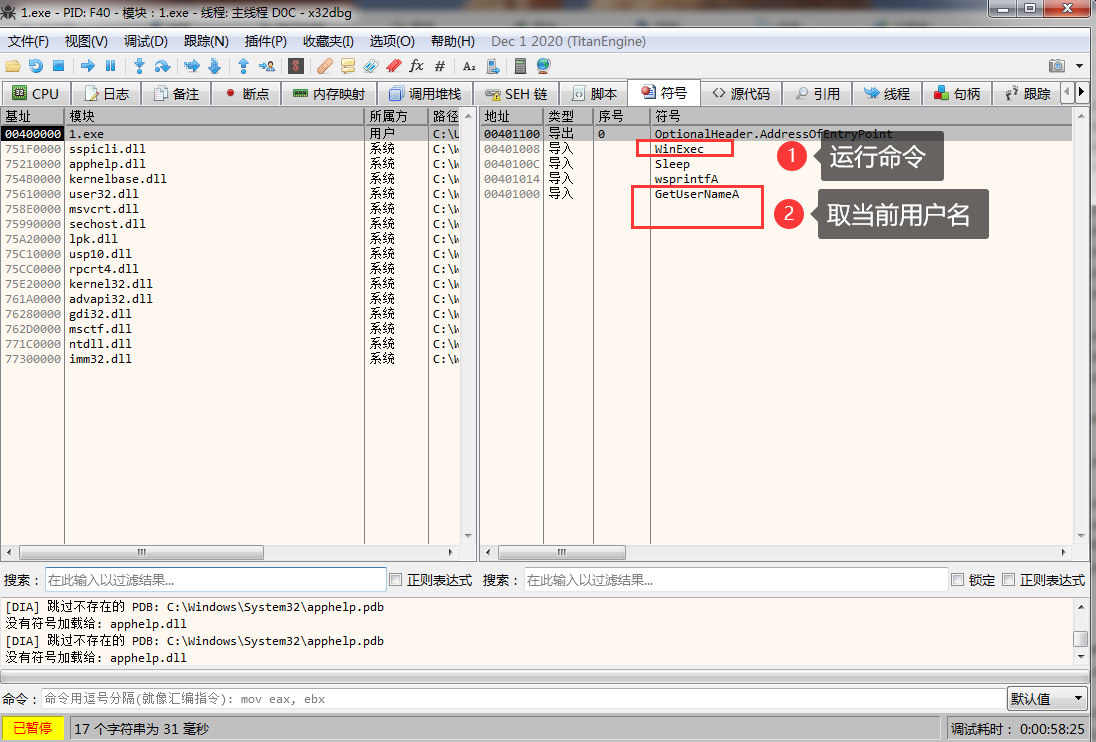 1.exe - PID: F40 - 模块：1.exe - 线程: 主线程 D0C - x32dbg
文件(F) 视图(V) 调试(D) 跟踪(N) 插件(P) 收藏夹(I) 选项(O) 帮助(H) Dec 1 2020 (TitanEngine)
CPU 日志 备注 断点 内存映射 调用堆栈 SEH 链 脚本 符号 源代码 引用 线程 句柄 跟踪
基址 模块 所属方 路径 地址 类型 序号 符号
00400000 1.exe 用户 C:\U 00401100 导出 0 OptionalHeader.AddressOfEntryPoint
751F0000 sspicli.dll 系统 C:\W 00401008 导入 WinExec
1 运行命令
75210000 apphelp.dll 系统 C:\W 0040100C 导入 Sleep
754B0000 kernelbase.dll 系统 C:\W 00401014 导入 wsprintfA
75610000 user32.dll 系统 C:\W 00401000 导入 GetUserNameA
2 取当前用户名
758E0000 msvcrt.dll 系统 C:\W
75990000 sechost.dll 系统 C:\W
75A20000 lpk.dll 系统 C:\W
75C10000 usp10.dll 系统 C:\W
75CC0000 rpcrt4.dll 系统 C:\W
75E20000 kernel32.dll 系统 C:\W
761A0000 advapi32.dll 系统 C:\W
76280000 gdi32.dll 系统 C:\W
762D0000 msctf.dll 系统 C:\W
771C0000 ntdll.dll 系统 C:\W
77300000 imm32.dll 系统 C:\W
搜索： 在此输入以过滤结果... 正则表达式 搜索： 在此输入以过滤结果... 锁定 正则表达式
[DIA] 跳过不存在的 PDB: C:\Windows\System32\apphelp.pdb
没有符号加载给: apphelp.dll
[DIA] 跳过不存在的 PDB: C:\Windows\System32\apphelp.pdb
没有符号加载给: apphelp.dll
命令： 命令用逗号分隔(就像汇编指令): mov eax, ebx 默认值
已暂停 17 个字符串为 31 毫秒 调试耗时： 0:00:58:25